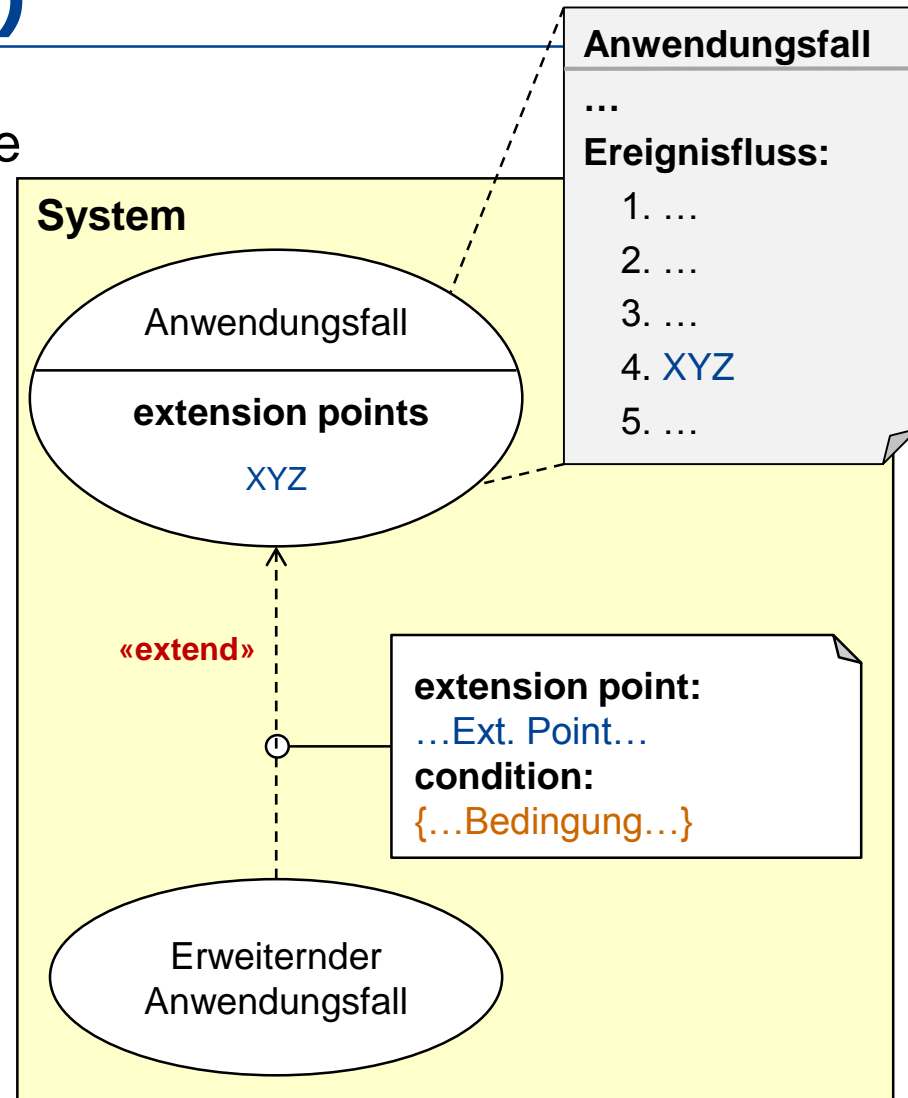 )
e
System
Anwendungsfall
extension points
XYZ
Anwendungsfall
…
Ereignisfluss:
1. …
2. …
3. …
4. XYZ
5. …
«extend»
extension point:
…Ext. Point…
condition:
{…Bedingung…}
Erweiternder
Anwendungsfall